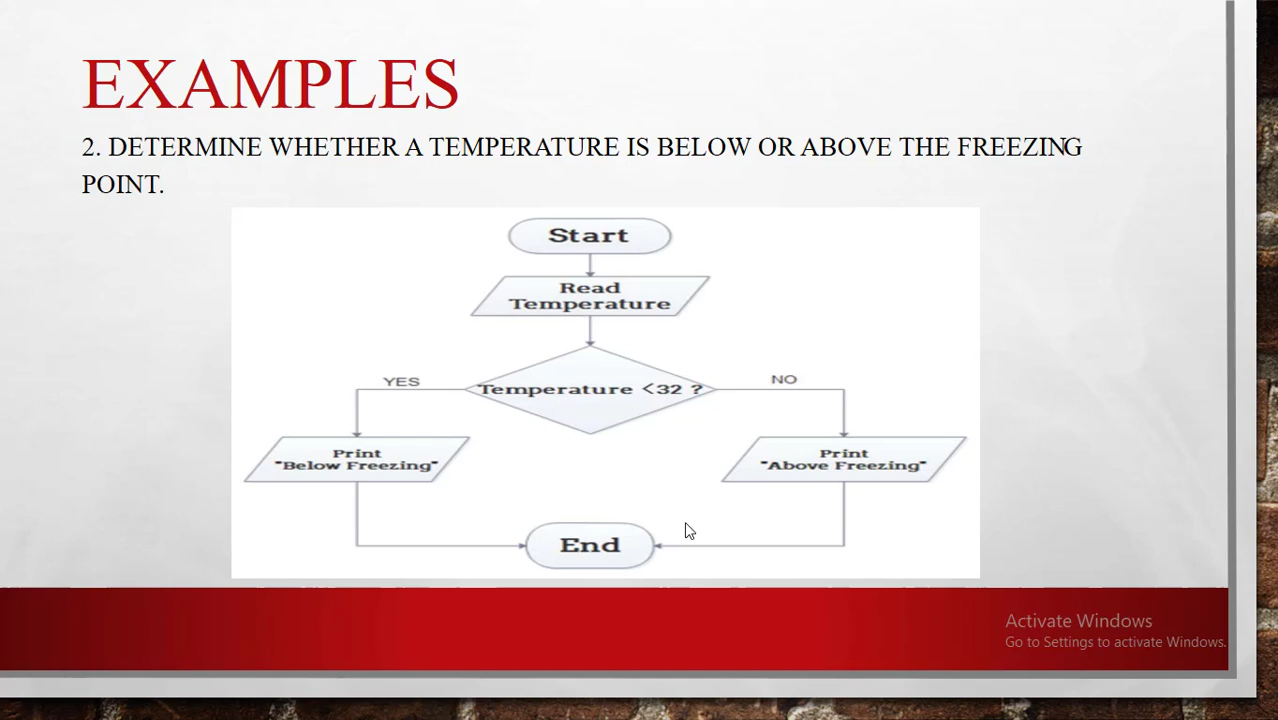 EXAMPLES
2. DETERMINE WHETHER A TEMPERATURE IS BELOW OR ABOVE THE FREEZING
POINT.
Start
Read
Temperature
YES
Temperature <32 ?
NO
Print
"Below Freezing"
Print
"Above Freezing"
End
Activate Windows
Go to Settings to activate Windows.